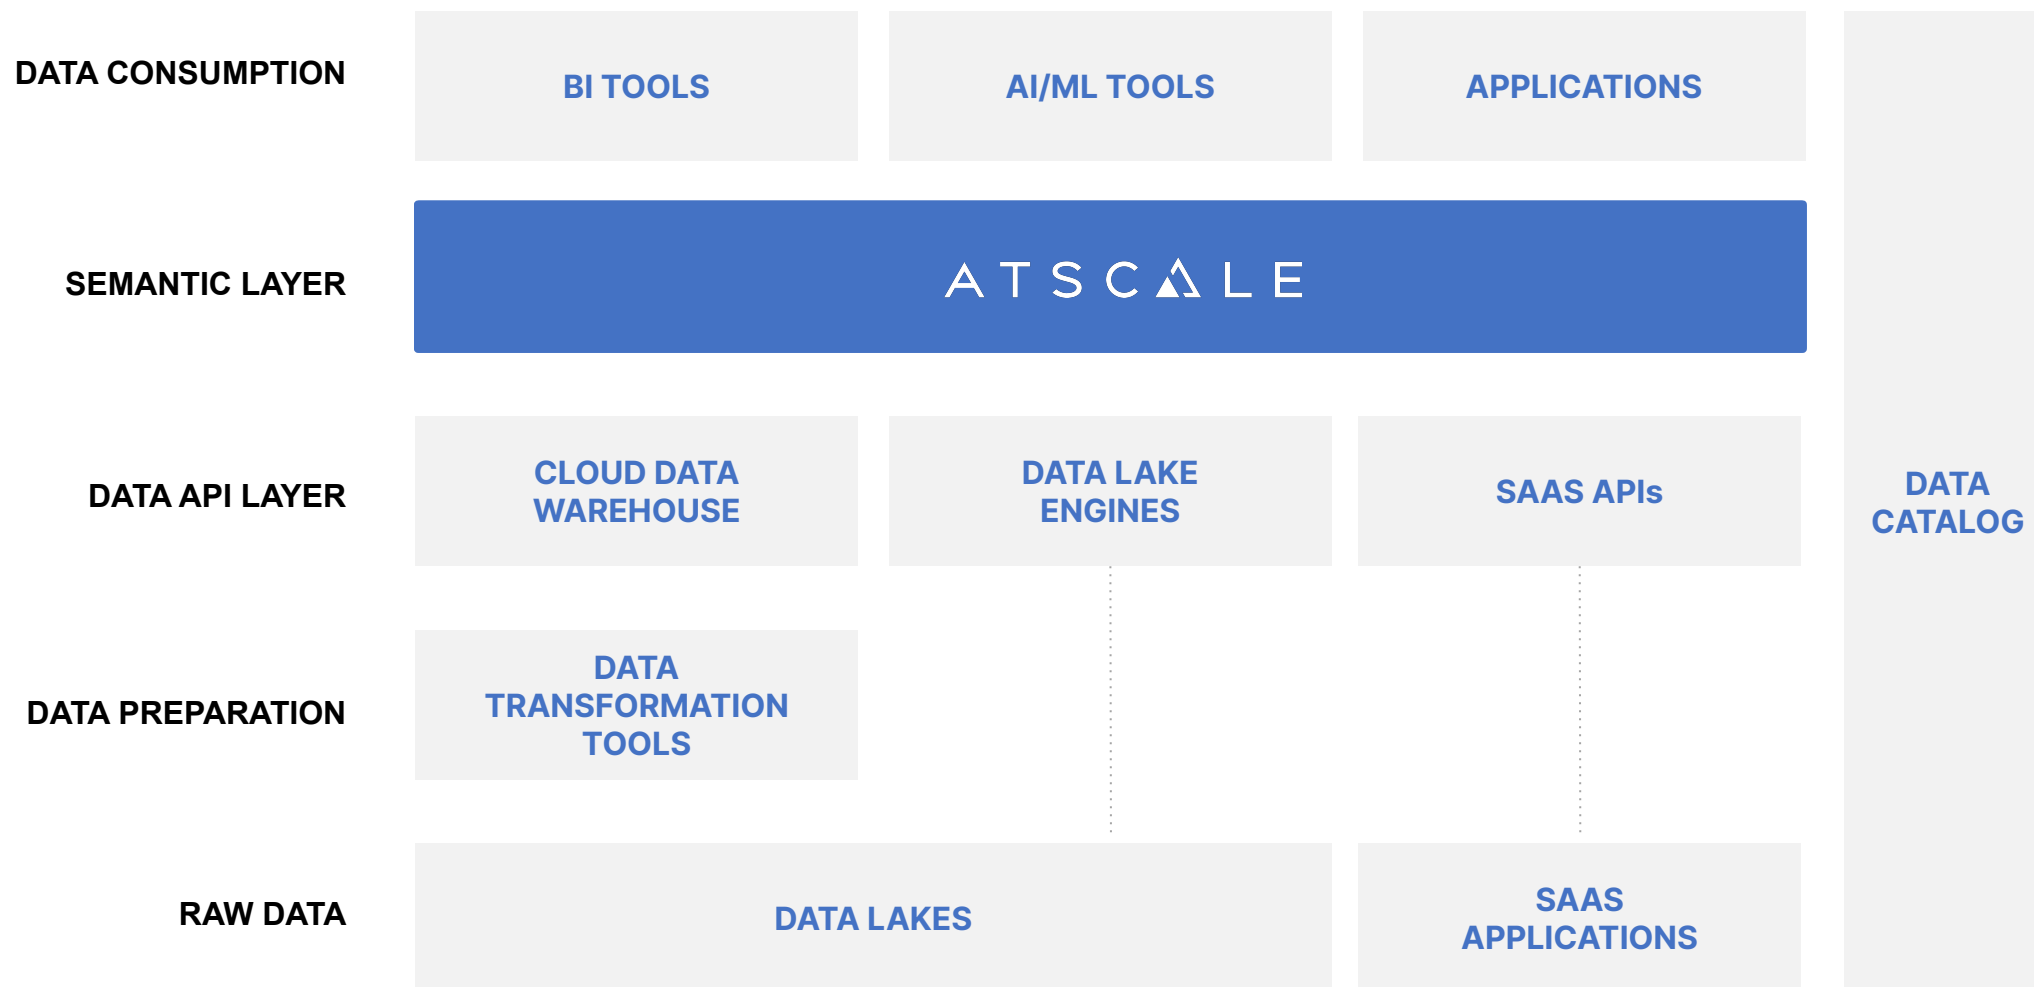 DATA CONSUMPTION
BI TOOLS
AI/ML TOOLS
APPLICATIONS
SEMANTIC LAYER
ATSCALE
DATA API LAYER
CLOUD DATA
WAREHOUSE
DATA LAKE
ENGINES
SAAS APIs
DATA
CATALOG
DATA PREPARATION
DATA
TRANSFORMATION
TOOLS
RAW DATA
DATA LAKES
SAAS
APPLICATIONS